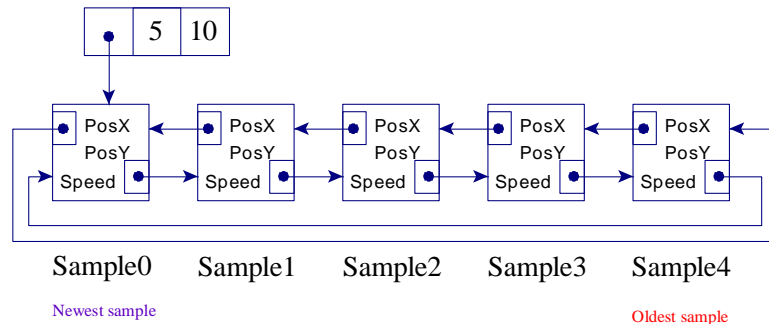 5 10
PosX PosX PosX PosX PosX
PosY PosY PosY PosY PosY
Speed Speed Speed Speed Speed
Sample0 Sample1 Sample2 Sample3 Sample4
Newest sample Oldest sample